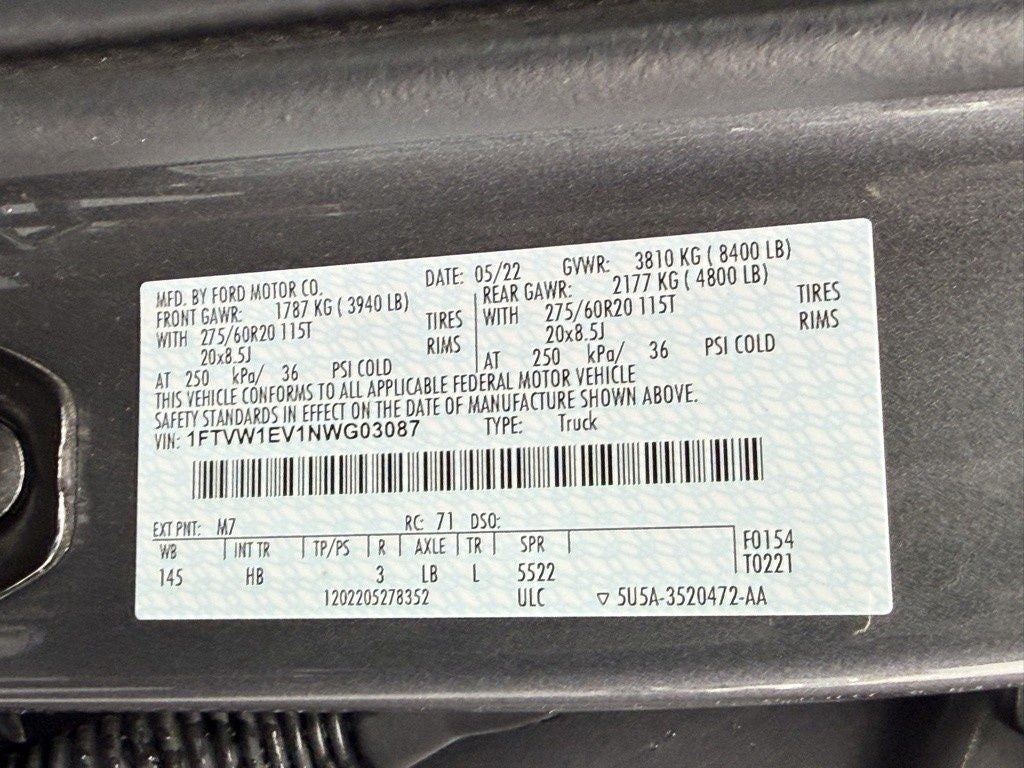 MFD. BY FORD MOTOR CO. DATE: 05/22 GVWR: 3810 KG ( 8400 LB)
FRONT GAWR: 1787 KG ( 3940 LB) REAR GAWR: 2177 KG ( 4800 LB)
WITH 275/60R20 115T TIRES WITH 275/60R20 115T TIRES
20x8.5J RIMS 20x8.5J RIMS
AT 250 kPa/ 36 PSI COLD AT 250 kPa/ 36 PSI COLD
THIS VEHICLE CONFORMS TO ALL APPLICABLE FEDERAL MOTOR VEHICLE
SAFETY STANDARDS IN EFFECT ON THE DATE OF MANUFACTURE SHOWN ABOVE.
VIN: 1FTVW1EV1NWG03087 TYPE: Truck
EXT PNT: M7 RC: 71 DSO:
WB INT TR TP/PS R AXLE TR SPR F0154
145 HB 3 LB L 5522 T0221
1202205278352 ULC ▽ 5U5A-3520472-AA